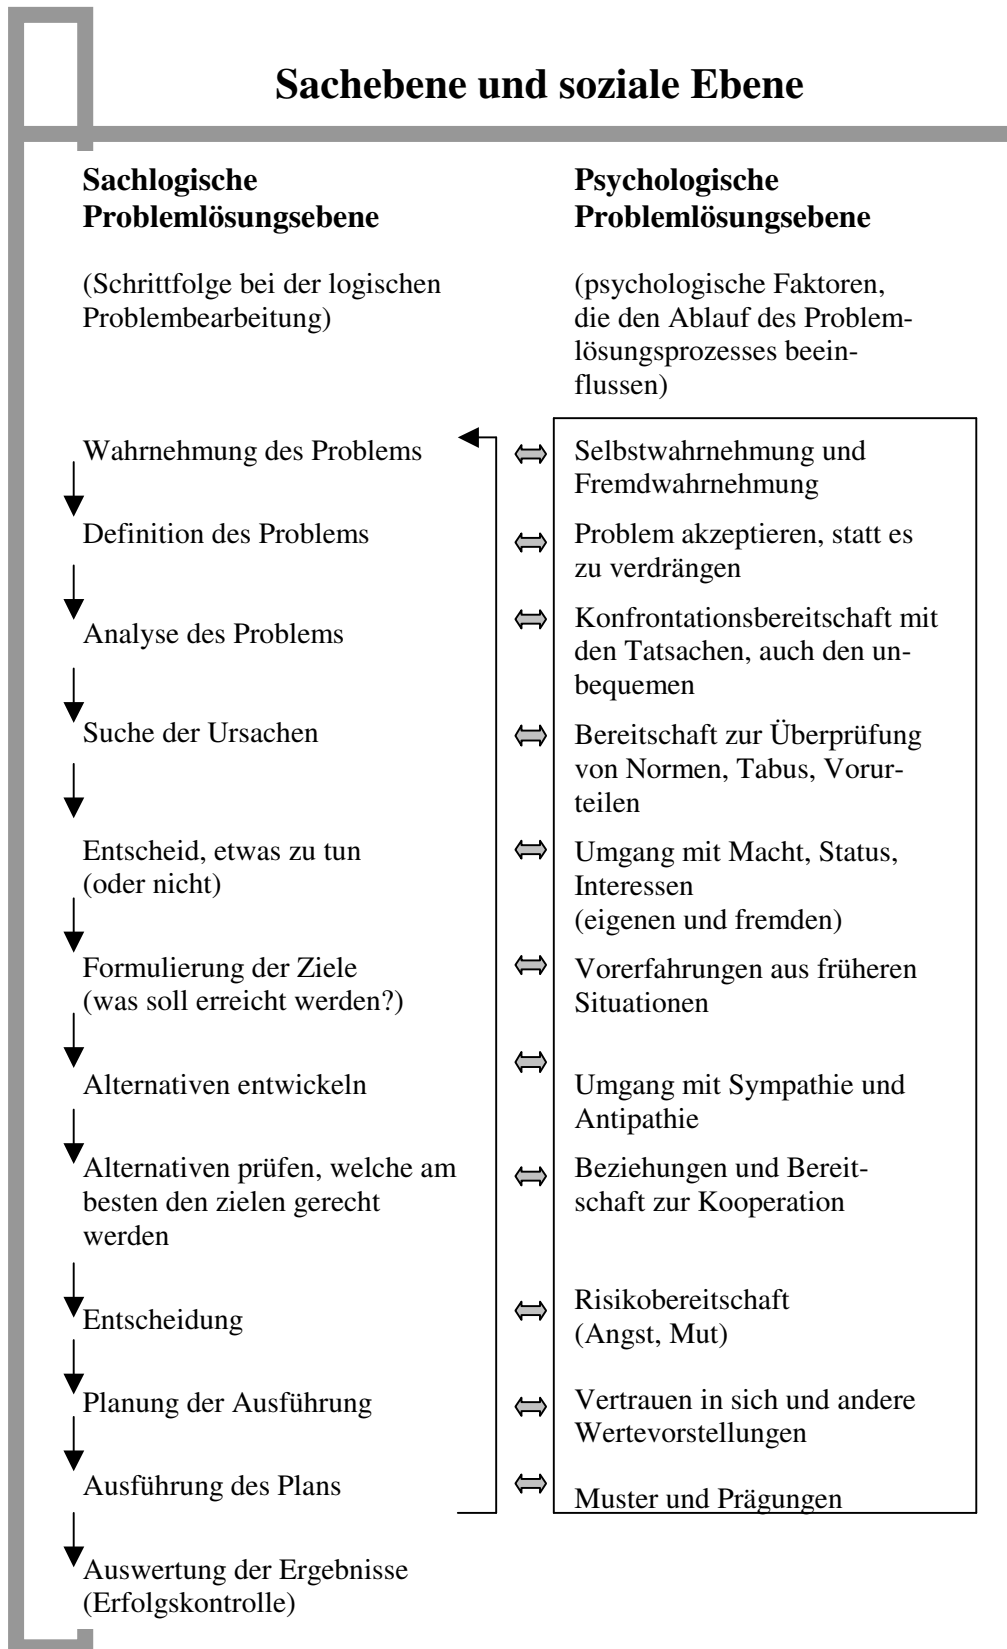 Sachebene und soziale Ebene
Sachlogische
Problemlösungsebene
(Schrittfolge bei der logischen
Problembearbeitung)
Wahrnehmung des Problems
Definition des Problems
Analyse des Problems
Suche der Ursachen
Entscheid, etwas zu tun
(oder nicht)
Formulierung der Ziele
(was soll erreicht werden?)
Alternativen entwickeln
Alternativen prüfen, welche am
besten den zielen gerecht
werden
Entscheidung
Planung der Ausführung
Ausführung des Plans
Auswertung der Ergebnisse
(Erfolgskontrolle)
Psychologische
Problemlösungsebene
(psychologische Faktoren,
die den Ablauf des Problem-
lösungsprozesses beein-
flussen)
Selbstwahrnehmung und
Fremdwahrnehmung
Problem akzeptieren, statt es
zu verdrängen
Konfrontationsbereitschaft mit
den Tatsachen, auch den un-
bequemen
Bereitschaft zur Überprüfung
von Normen, Tabus, Vorur-
teilen
Umgang mit Macht, Status,
Interessen
(eigenen und fremden)
Vorerfahrungen aus früheren
Situationen
Umgang mit Sympathie und
Antipathie
Beziehungen und Bereit-
schaft zur Kooperation
Risikobereitschaft
(Angst, Mut)
Vertrauen in sich und andere
Wertevorstellungen
Muster und Prägungen